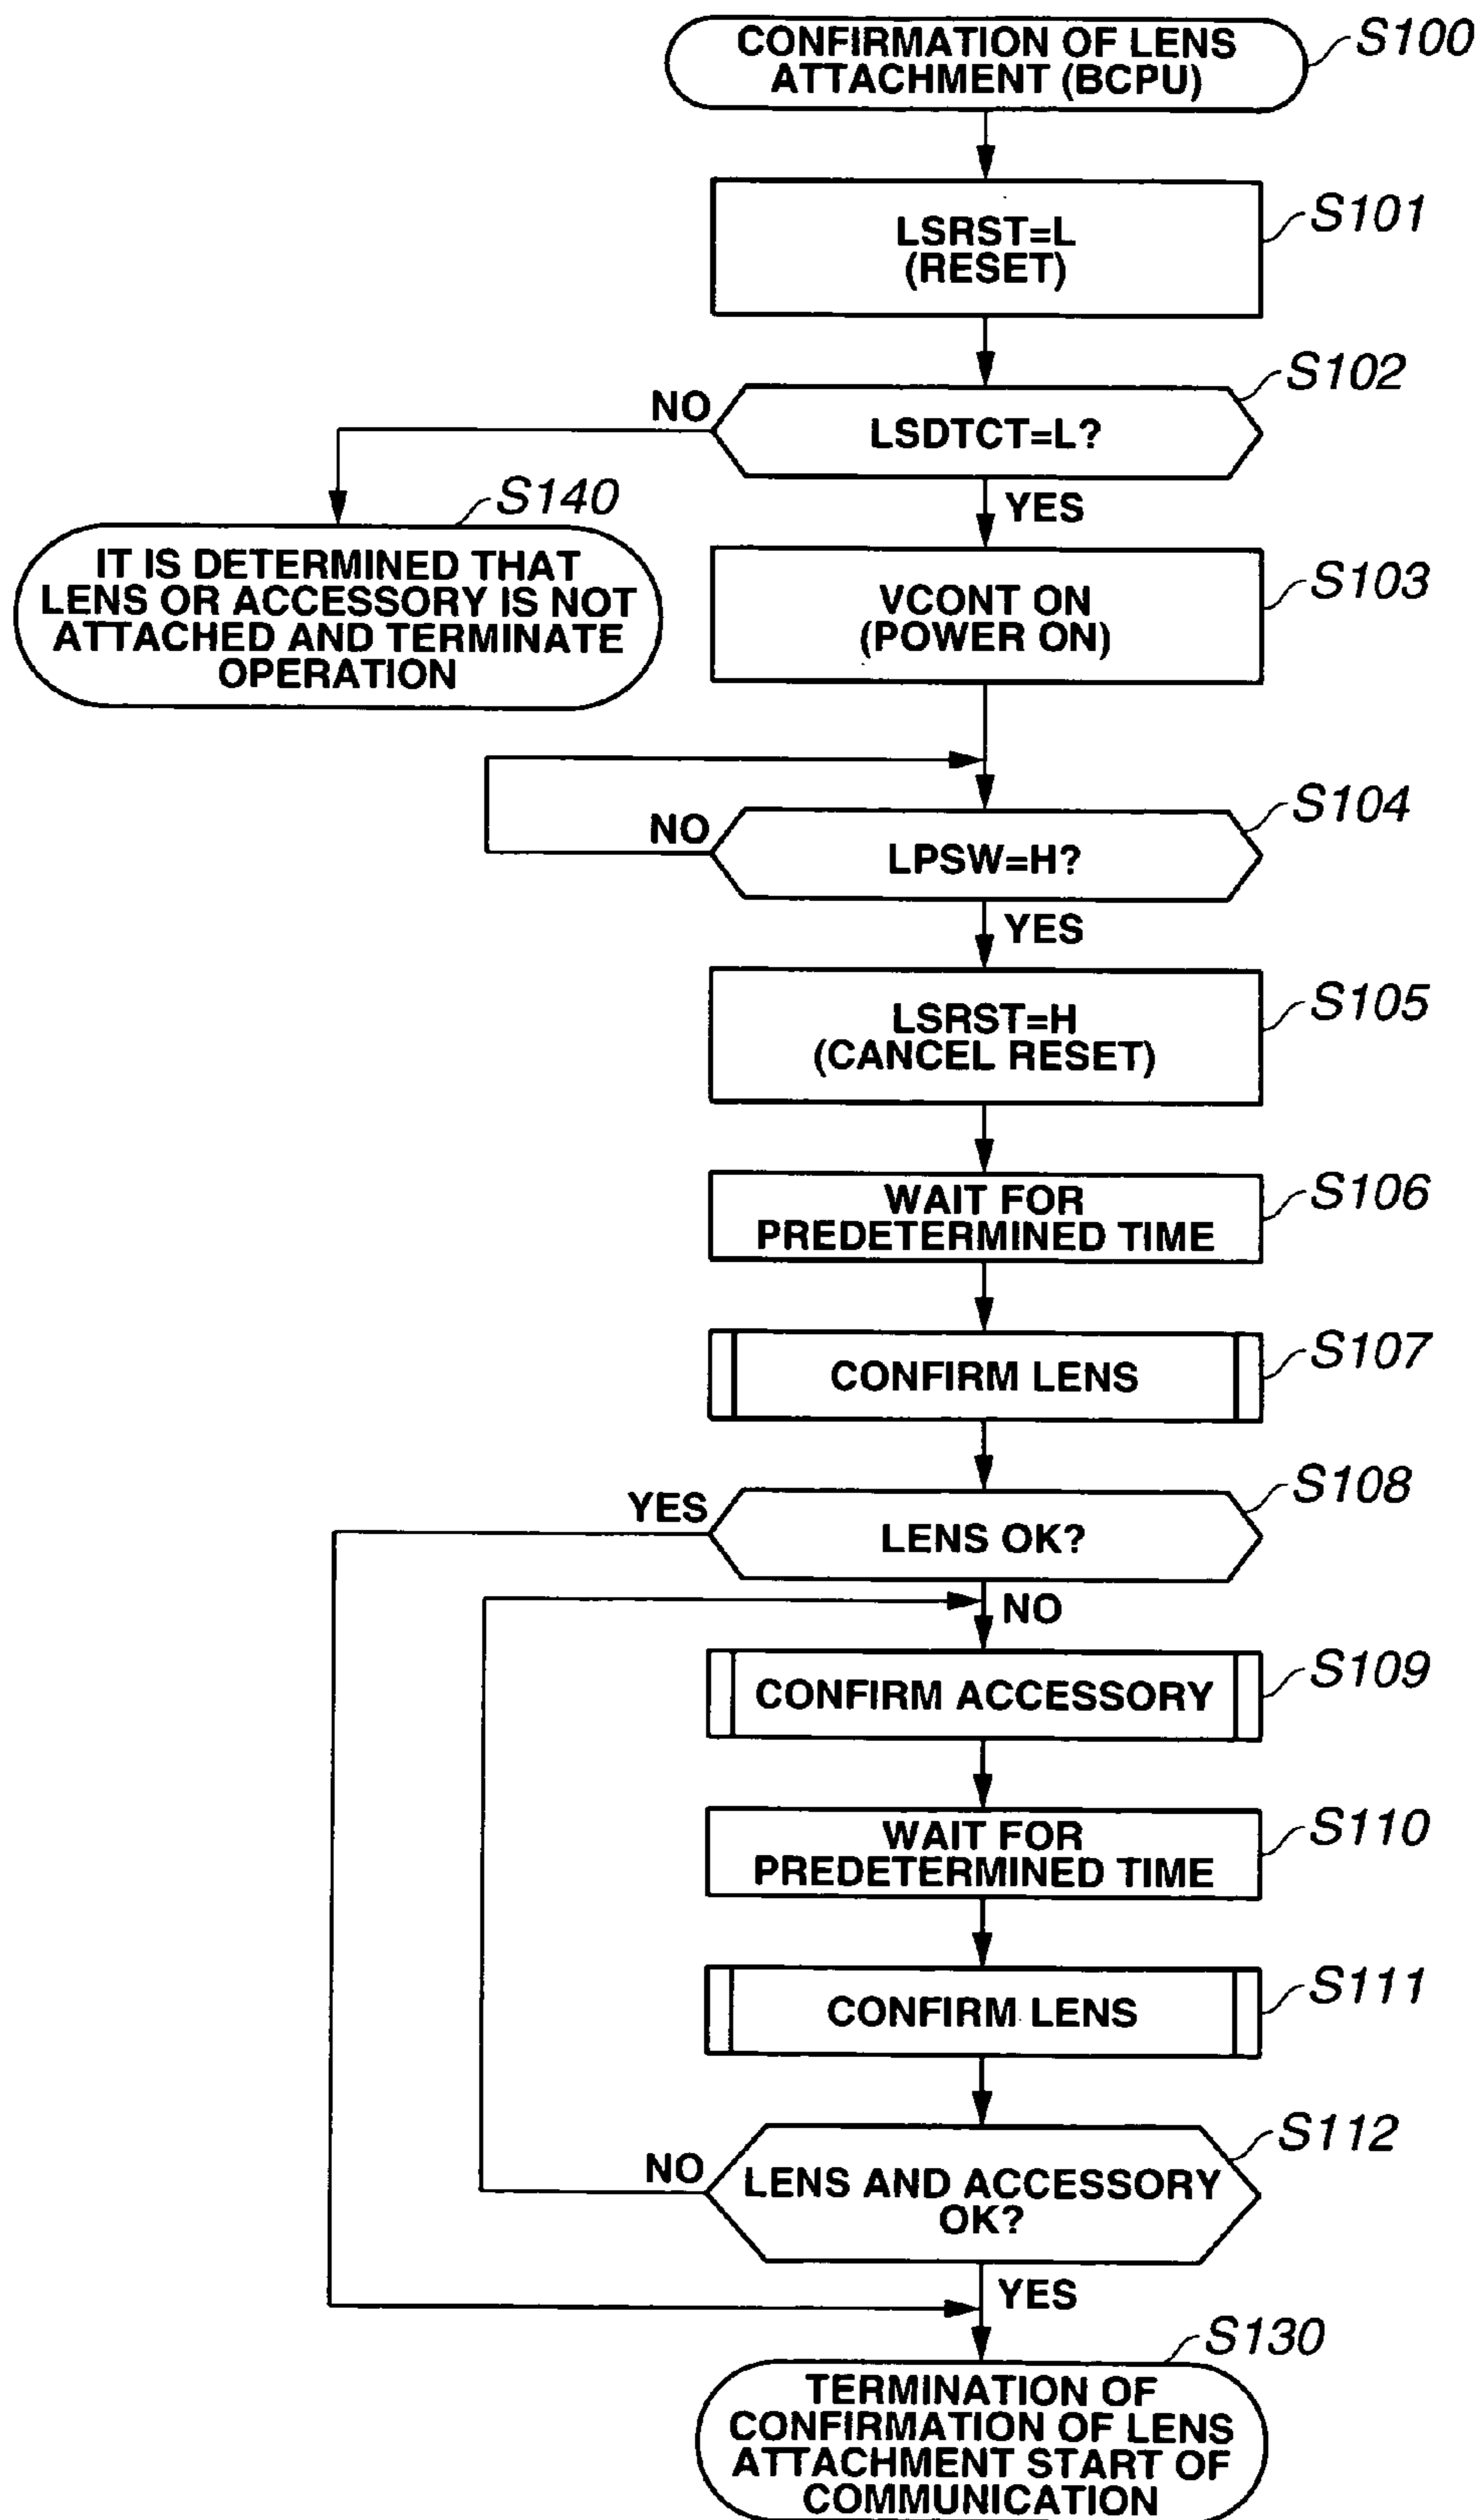 CONFIRMATION OF LENS
ATTACHMENT (BCPU)
S100
LSRST=L
(RESET)
S101
LSDTCT=L?
S102
NO
YES
S140
IT IS DETERMINED THAT
LENS OR ACCESSORY IS NOT
ATTACHED AND TERMINATE
OPERATION
VCONT ON
(POWER ON)
S103
LPSW=H?
S104
NO
YES
LSRST=H
(CANCEL RESET)
S105
WAIT FOR
PREDETERMINED TIME
S106
CONFIRM LENS
S107
LENS OK?
S108
YES
NO
CONFIRM ACCESSORY
S109
WAIT FOR
PREDETERMINED TIME
S110
CONFIRM LENS
S111
LENS AND ACCESSORY
OK?
S112
NO
YES
S130
TERMINATION OF
CONFIRMATION OF LENS
ATTACHMENT START OF
COMMUNICATION